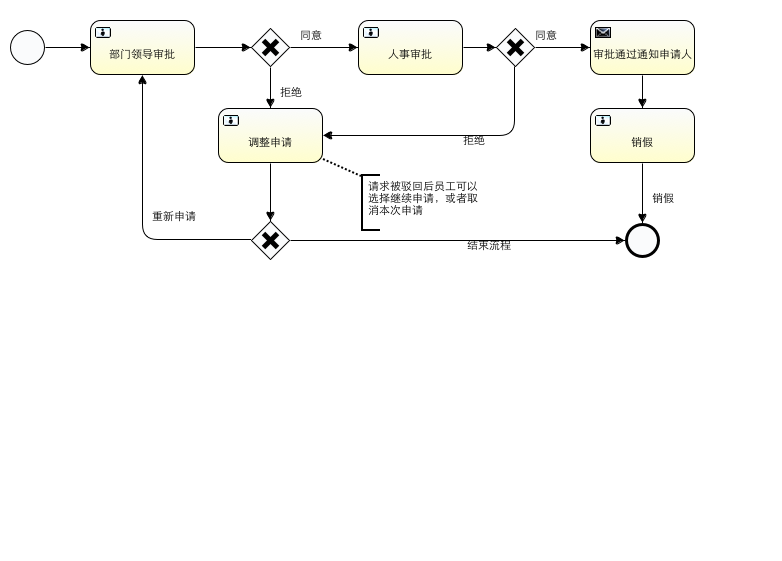 同意
同意
部门领导审批
人事审批
审批通过通知申请人
拒绝
拒绝
调整申请
销假
请求被驳回后员工可以
选择继续申请，或者取
消本次申请
销假
重新申请
结束流程